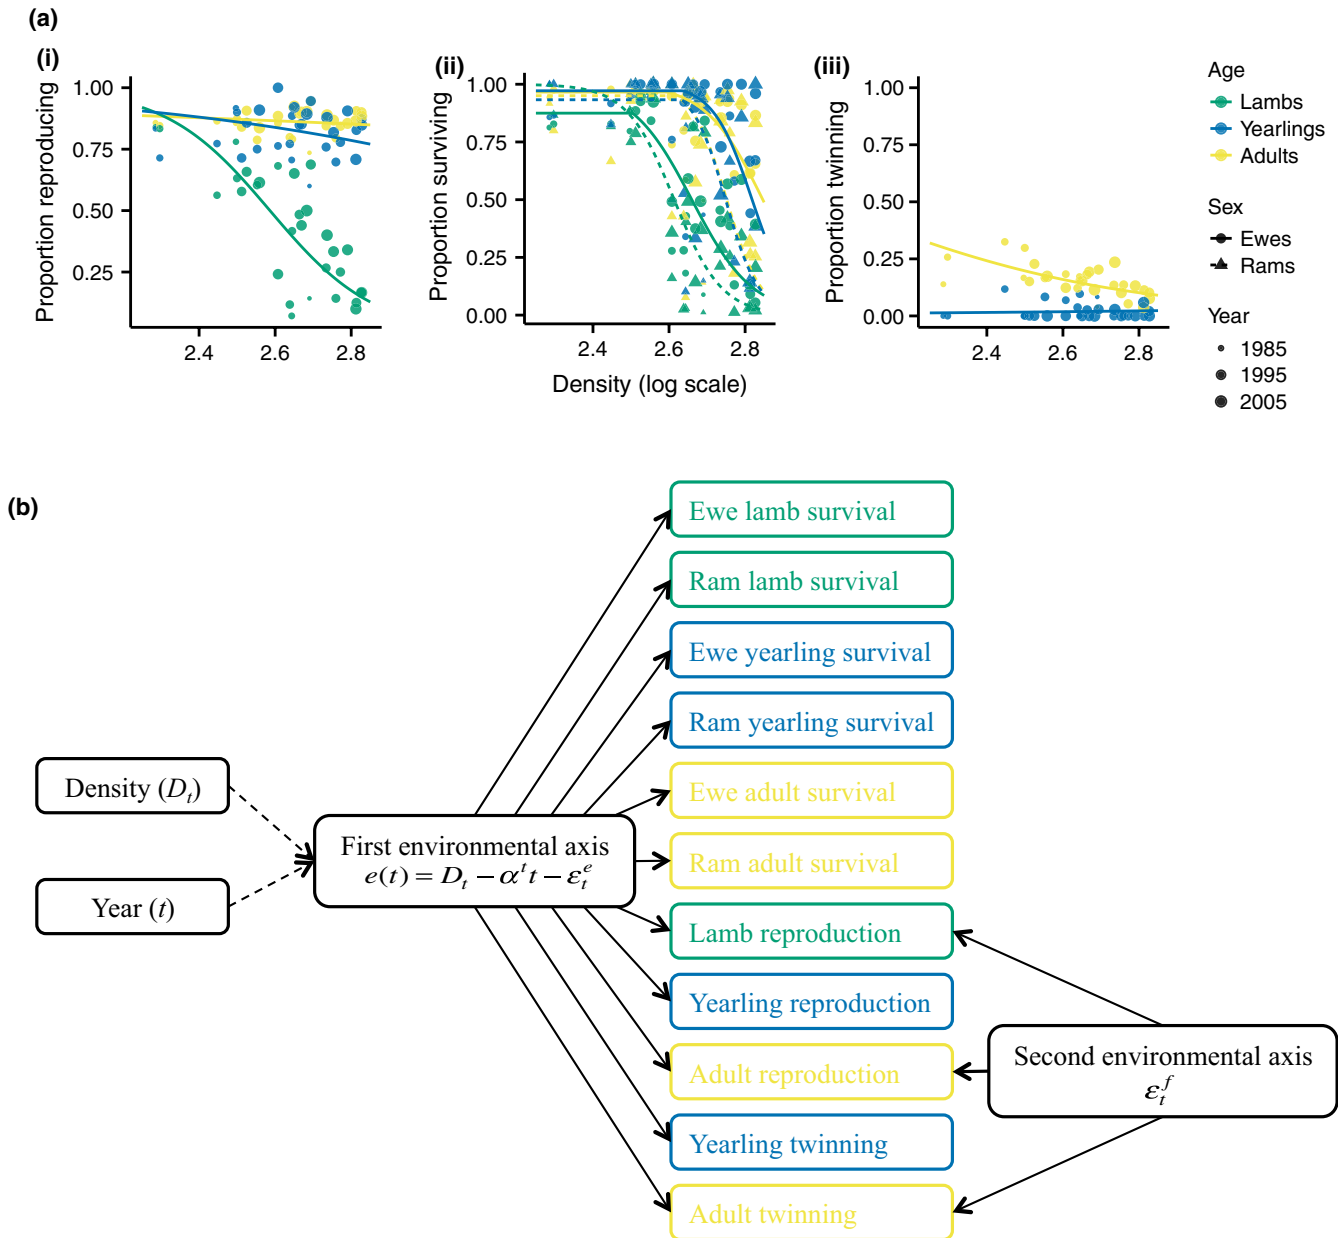 (a)
(i)
Proportion reproducing
1.00
0.75
0.50
0.25
2.4 2.6 2.8
(ii)
Proportion surviving
1.00
0.75
0.50
0.25
0.00
2.4 2.6 2.8
Density (log scale)
(iii)
Proportion twinning
1.00
0.75
0.50
0.25
0.00
2.4 2.6 2.8
Age
Lambs
Yearlings
Adults
Sex
Ewes
Rams
Year
1985
1995
2005
(b)
Density (Dₜ)
Year (t)
First environmental axis
e(t) = Dₜ − αᵗt − εₜᵉ
Ewe lamb survival
Ram lamb survival
Ewe yearling survival
Ram yearling survival
Ewe adult survival
Ram adult survival
Lamb reproduction
Yearling reproduction
Adult reproduction
Yearling twinning
Adult twinning
Second environmental axis
εₜᶠ